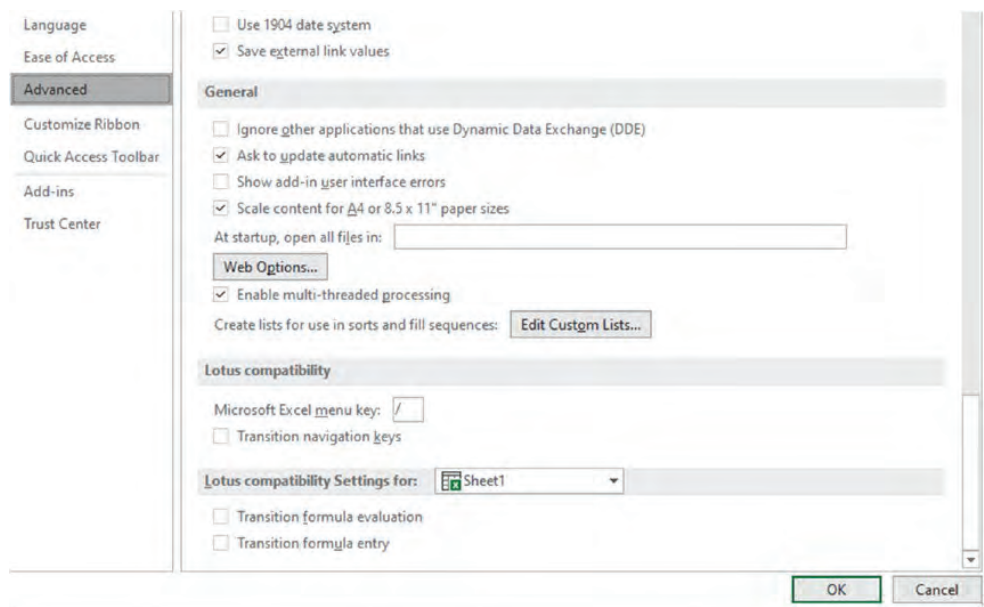 Language
Ease of Access
Advanced
Customize Ribbon
Quick Access Toolbar
Add-ins
Trust Center
Use 1904 date system
Save external link values
General
Ignore other applications that use Dynamic Data Exchange (DDE)
Ask to update automatic links
Show add-in user interface errors
Scale content for A4 or 8.5 x 11" paper sizes
At startup, open all files in:
Web Options...
Enable multi-threaded processing
Create lists for use in sorts and fill sequences: Edit Custom Lists...
Lotus compatibility
Microsoft Excel menu key: /
Transition navigation keys
Lotus compatibility Settings for: Sheet1
Transition formula evaluation
Transition formula entry
OK Cancel